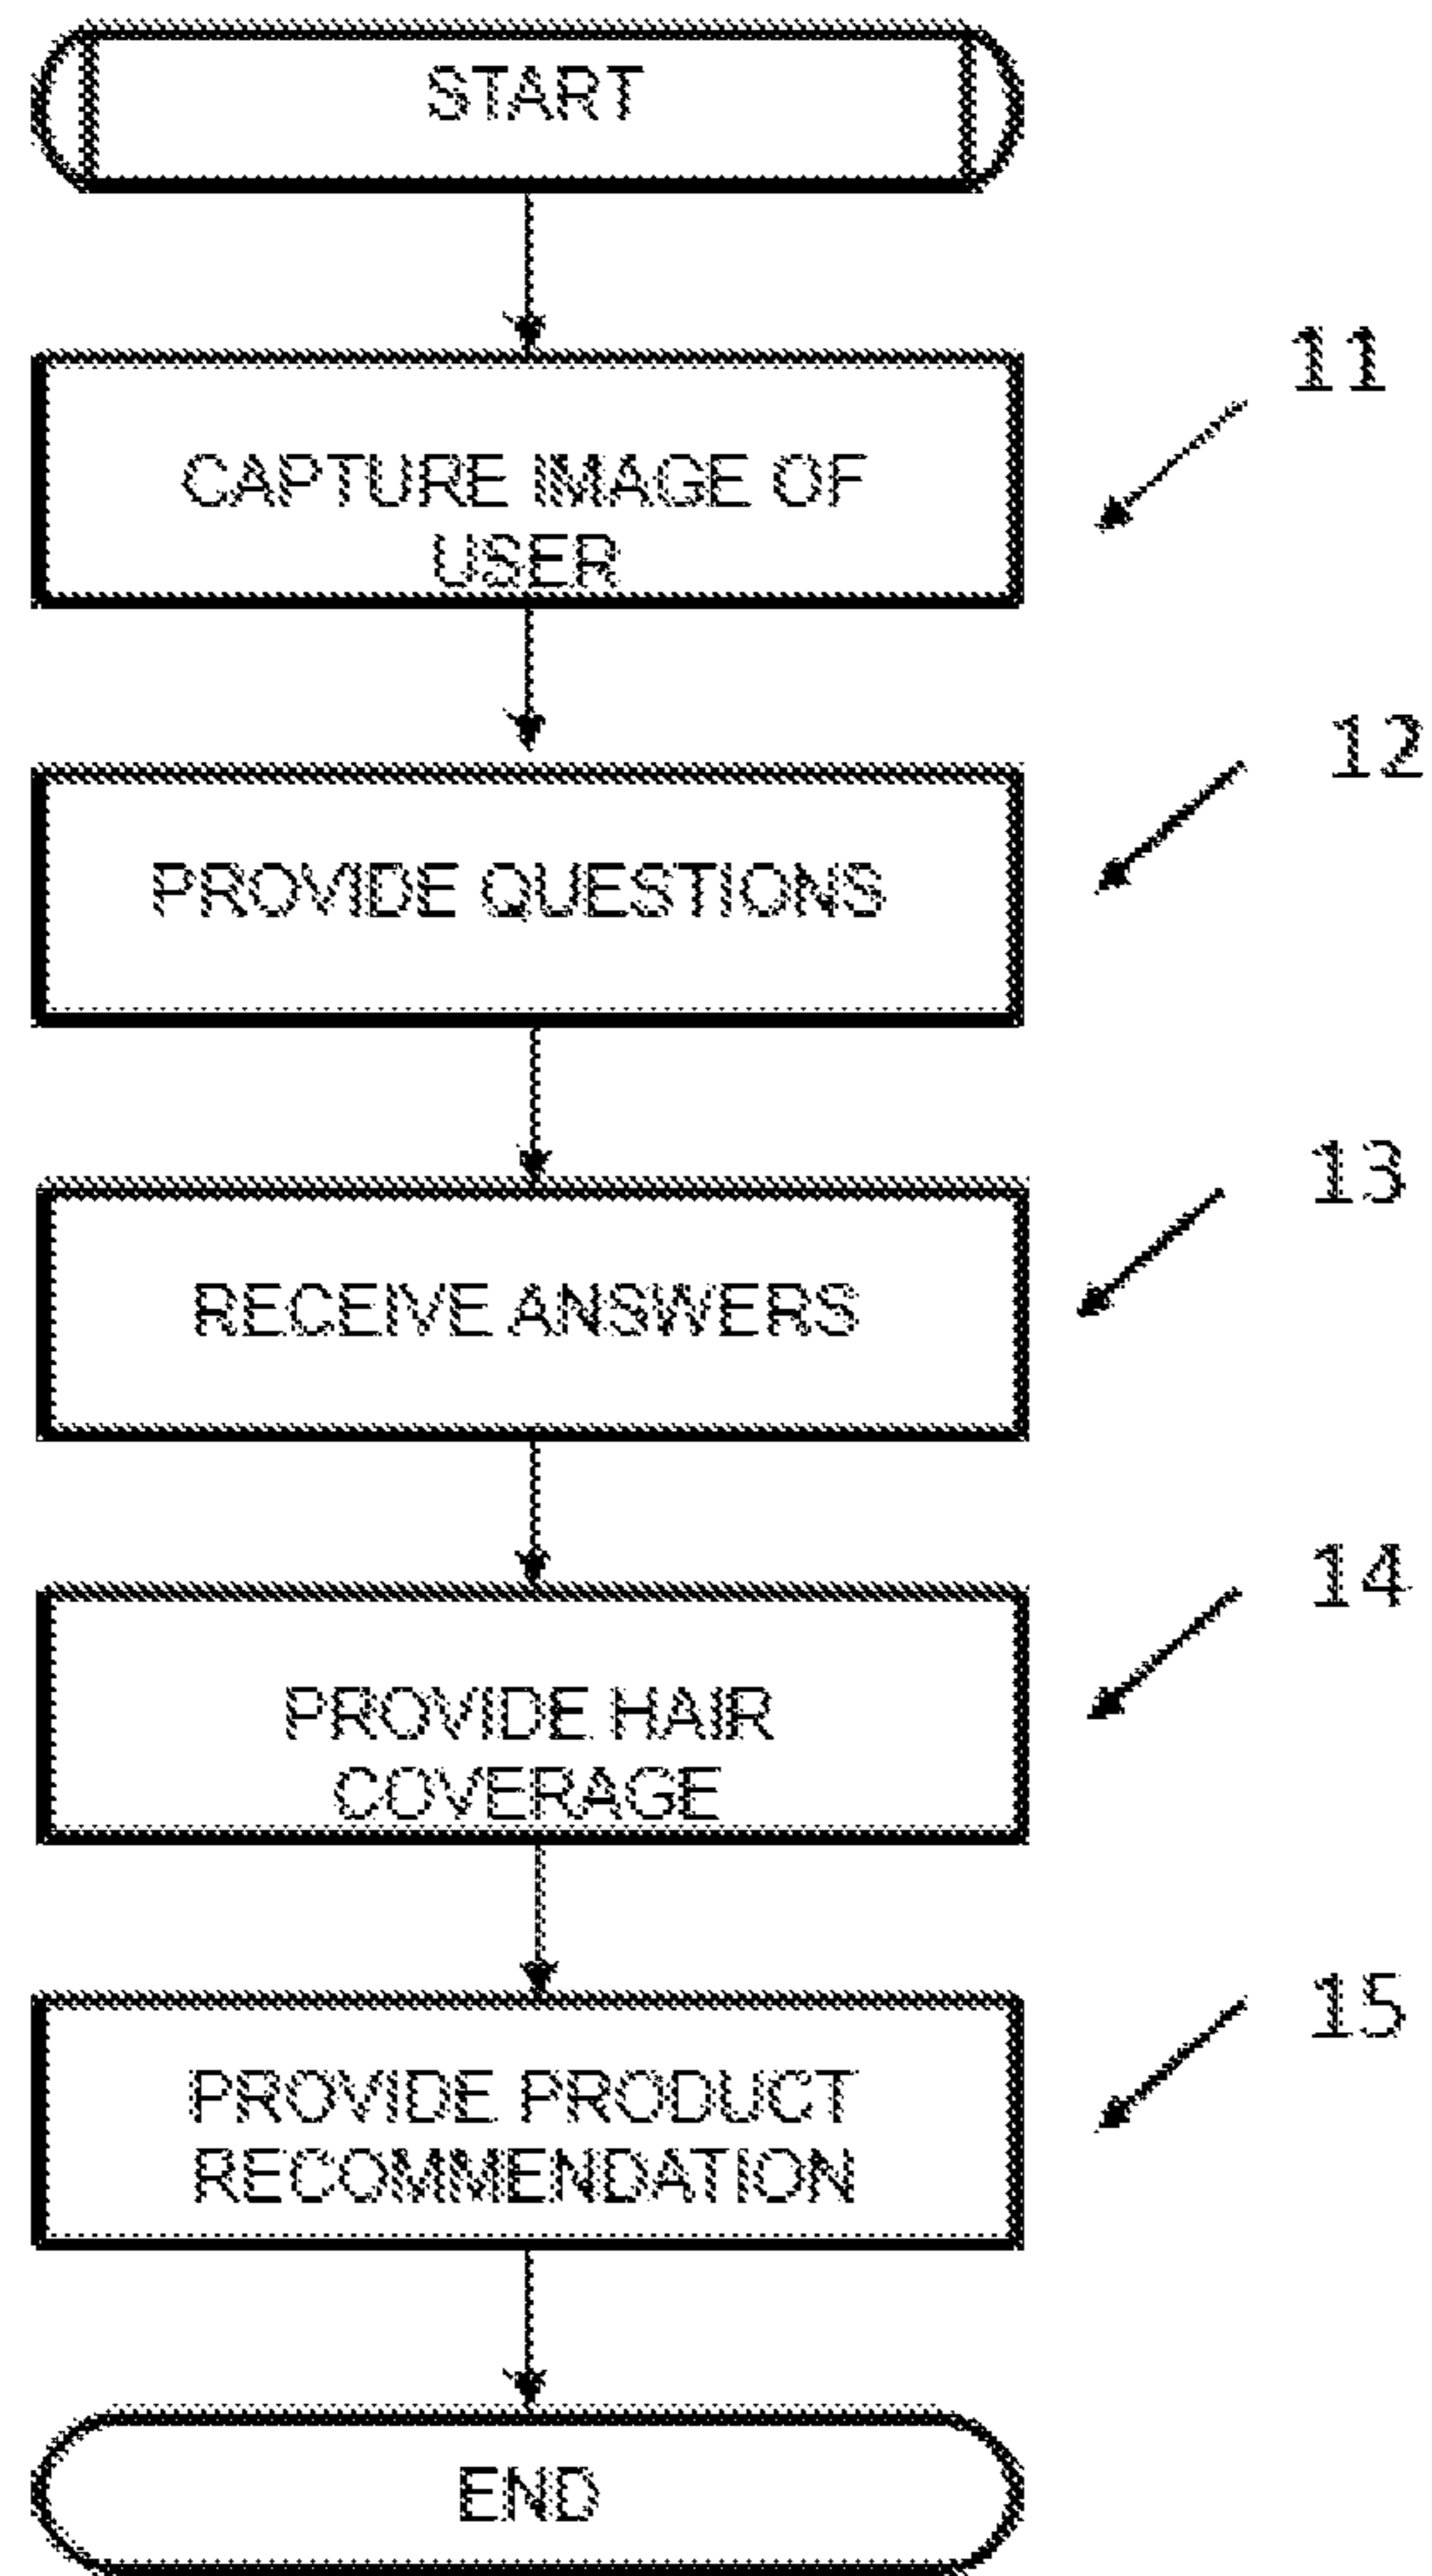 START
11
CAPTURE IMAGE OF
USER
12
PROVIDE QUESTIONS
13
RECEIVE ANSWERS
14
PROVIDE HAIR
COVERAGE
15
PROVIDE PRODUCT
RECOMMENDATION
END